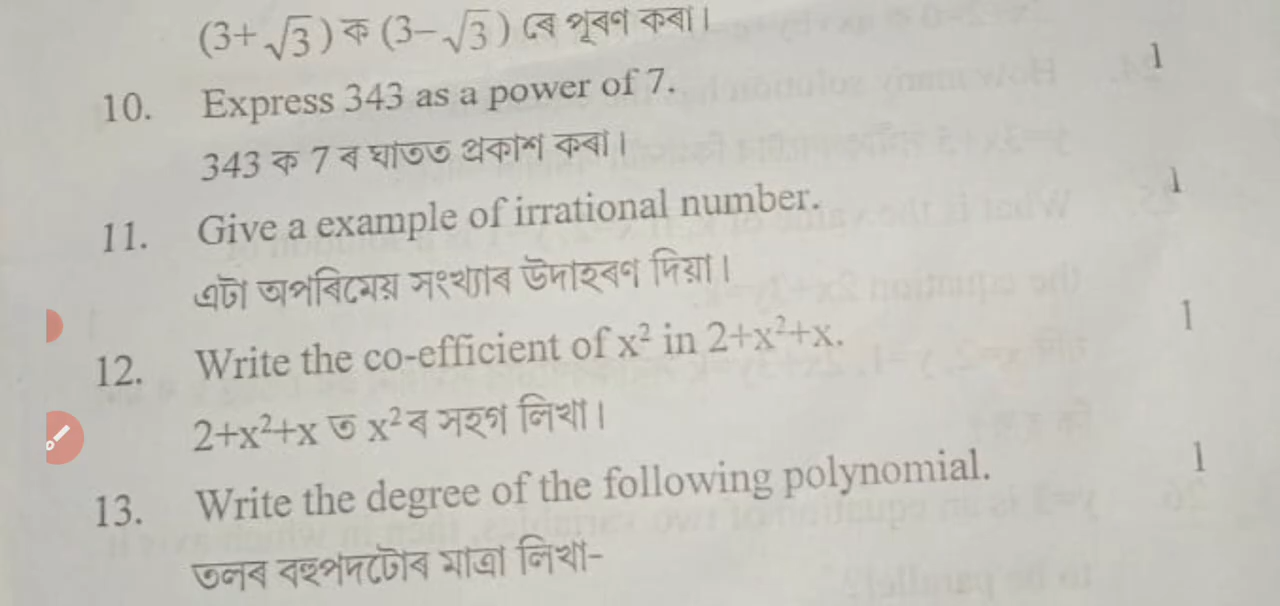 (3+√3) ক (3−√3) ৰে পূৰণ কৰা।
10. Express 343 as a power of 7. 1
343 ক 7 ৰ ঘাতত প্ৰকাশ কৰা।
11. Give a example of irrational number. 1
এটা অপৰিমেয় সংখ্যাৰ উদাহৰণ দিয়া।
12. Write the co-efficient of x² in 2+x²+x. 1
2+x²+x ত x² ৰ সহগ লিখা।
13. Write the degree of the following polynomial. 1
তলৰ বহুপদটোৰ মাত্ৰা লিখা-